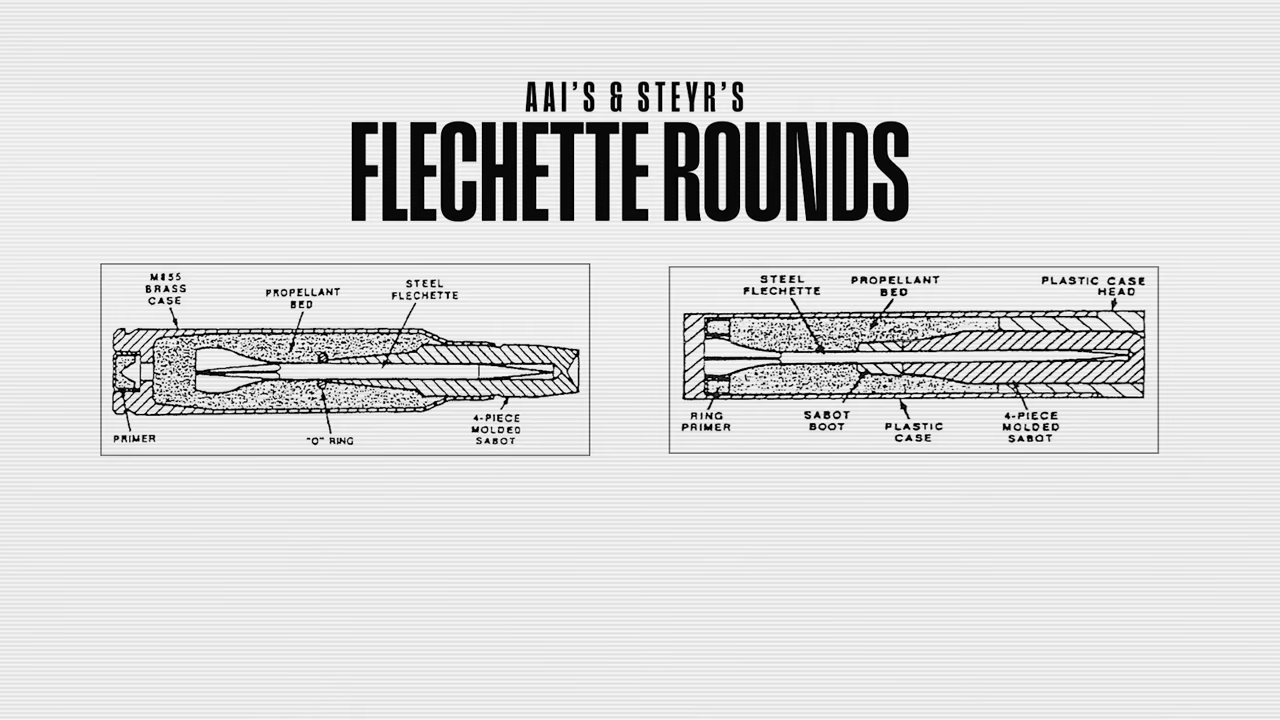 AAI'S & STEYR'S
FLECHETTE ROUNDS
M855
BRASS
CASE
PROPELLANT
BED
STEEL
FLECHETTE
PRIMER
"O" RING
4-PIECE
MOLDED
SABOT
STEEL
FLECHETTE
PROPELLANT
BED
PLASTIC CASE
HEAD
RING
PRIMER
SABOT
BOOT
PLASTIC
CASE
4-PIECE
MOLDED
SABOT